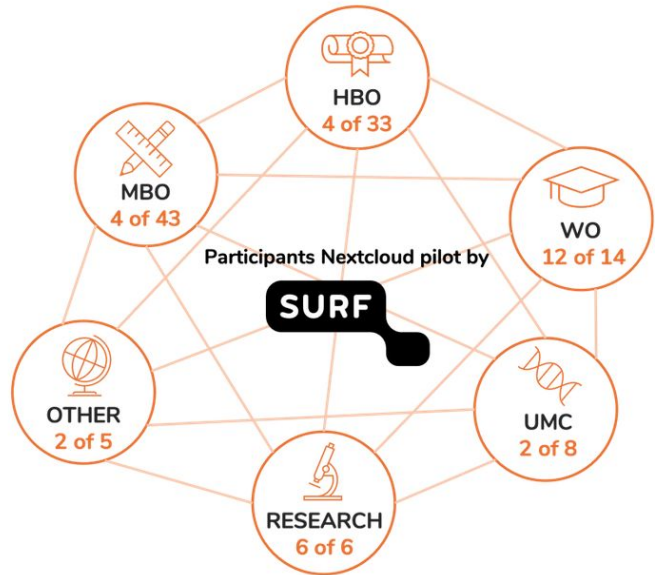 HBO
4 of 33
MBO
4 of 43
WO
12 of 14
Participants Nextcloud pilot by
SURF
OTHER
2 of 5
UMC
2 of 8
RESEARCH
6 of 6